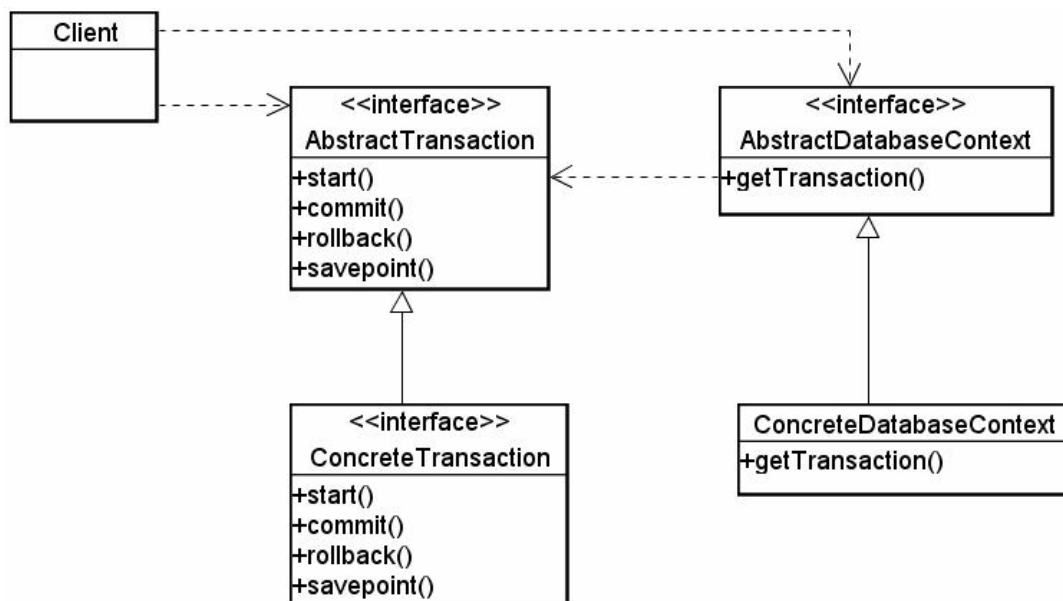 Client
<<interface>>
AbstractTransaction
+start()
+commit()
+rollback()
+savepoint()
<<interface>>
AbstractDatabaseContext
+getTransaction()
<<interface>>
ConcreteTransaction
+start()
+commit()
+rollback()
+savepoint()
ConcreteDatabaseContext
+getTransaction()